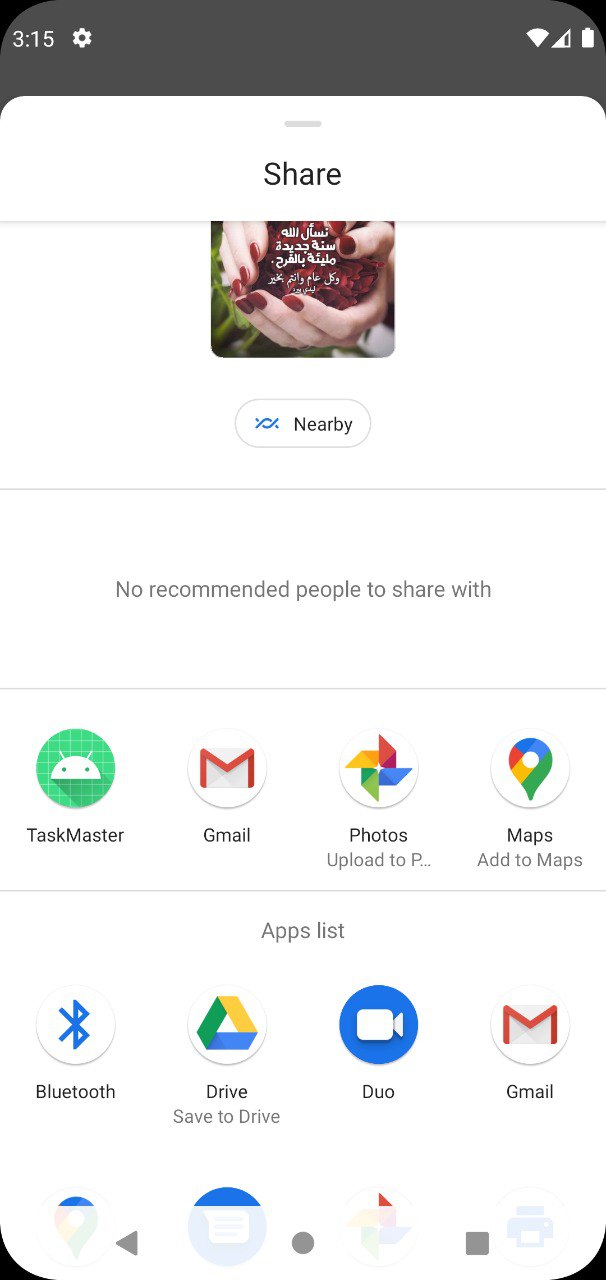 3:15
Share
نسأل الله
سنة جديدة
مليئة بالفرح.
وكل عام وانتم بخير
Nearby
No recommended people to share with
TaskMaster
Gmail
Photos
Maps
Upload to P...
Add to Maps
Apps list
Bluetooth
Drive
Duo
Gmail
Save to Drive